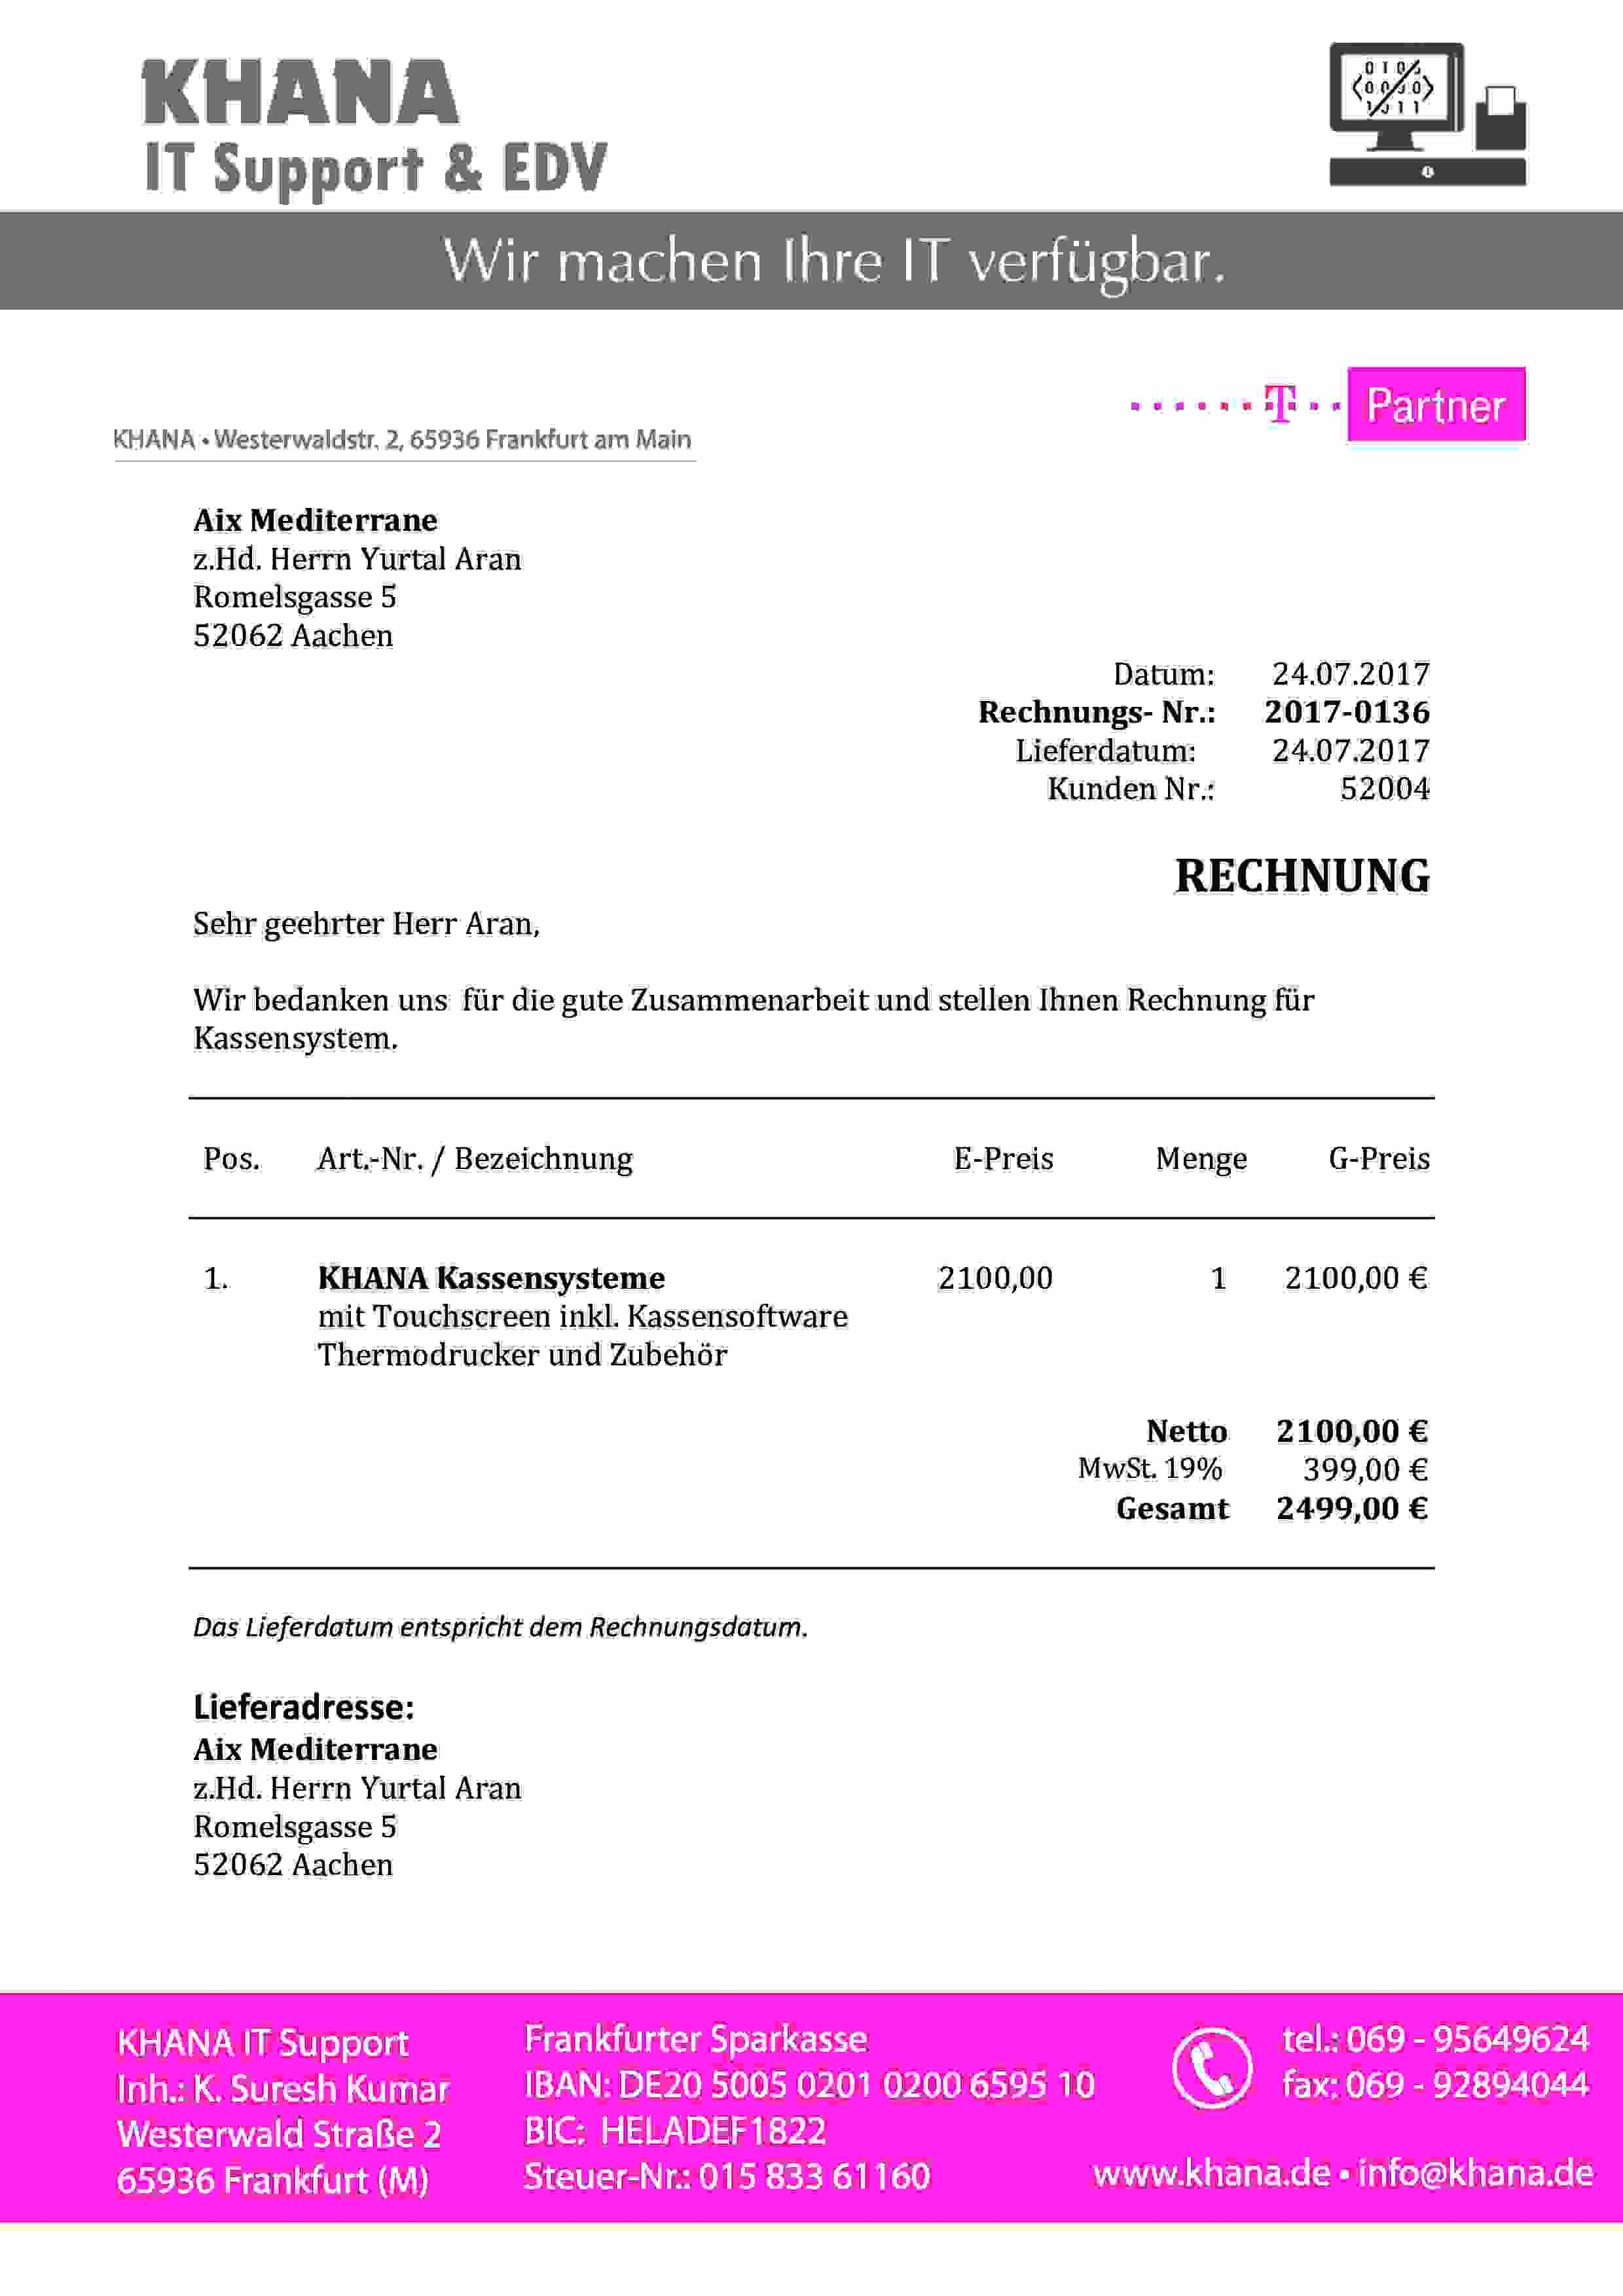 KHANA
IT Support & EDV
Wir machen Ihre IT verfügbar.
T Partner
KHANA • Westerwaldstr. 2, 65936 Frankfurt am Main
Aix Mediterrane
z.Hd. Herrn Yurtal Aran
Romelsgasse 5
52062 Aachen
Datum: 24.07.2017
Rechnungs- Nr.: 2017-0136
Lieferdatum: 24.07.2017
Kunden Nr.: 52004
RECHNUNG
Sehr geehrter Herr Aran,
Wir bedanken uns für die gute Zusammenarbeit und stellen Ihnen Rechnung für
Kassensystem.
Pos. Art.-Nr. / Bezeichnung E-Preis Menge G-Preis
1. KHANA Kassensysteme 2100,00 1 2100,00 €
mit Touchscreen inkl. Kassensoftware
Thermodrucker und Zubehör
Netto 2100,00 €
MwSt. 19% 399,00 €
Gesamt 2499,00 €
Das Lieferdatum entspricht dem Rechnungsdatum.
Lieferadresse:
Aix Mediterrane
z.Hd. Herrn Yurtal Aran
Romelsgasse 5
52062 Aachen
KHANA IT Support
Inh.: K. Suresh Kumar
Westerwald Straße 2
65936 Frankfurt (M)
Frankfurter Sparkasse
IBAN: DE20 5005 0201 0200 6595 10
BIC: HELADEF1822
Steuer-Nr.: 015 833 61160
tel.: 069 - 95649624
fax: 069 - 92894044
www.khana.de • info@khana.de